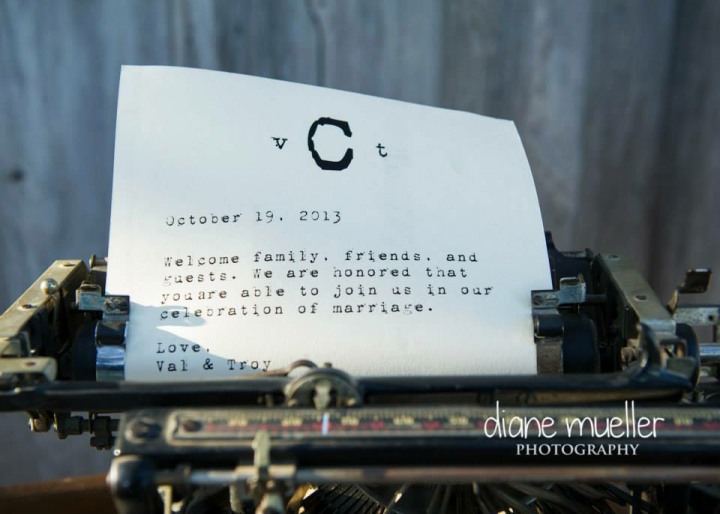 v C t
October 19, 2013
Welcome family, friends, and
guests. We are honored that
youare able to join us in our
celebration of marriage.
Love,
Val & Troy
diane mueller
PHOTOGRAPHY